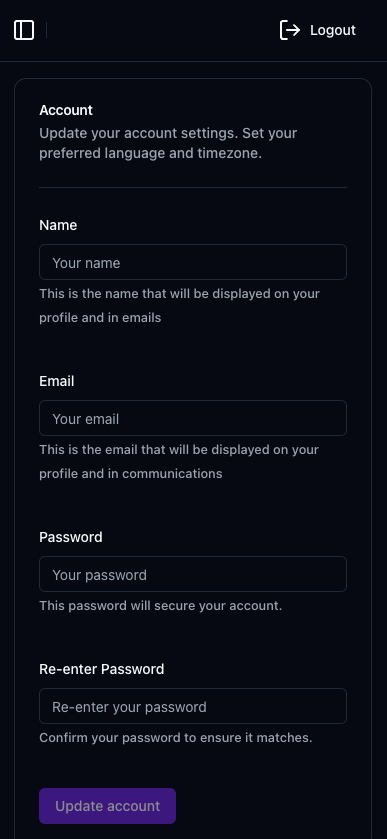 Logout
Account
Update your account settings. Set your
preferred language and timezone.
Name
Your name
This is the name that will be displayed on your
profile and in emails
Email
Your email
This is the email that will be displayed on your
profile and in communications
Password
Your password
This password will secure your account.
Re-enter Password
Re-enter your password
Confirm your password to ensure it matches.
Update account